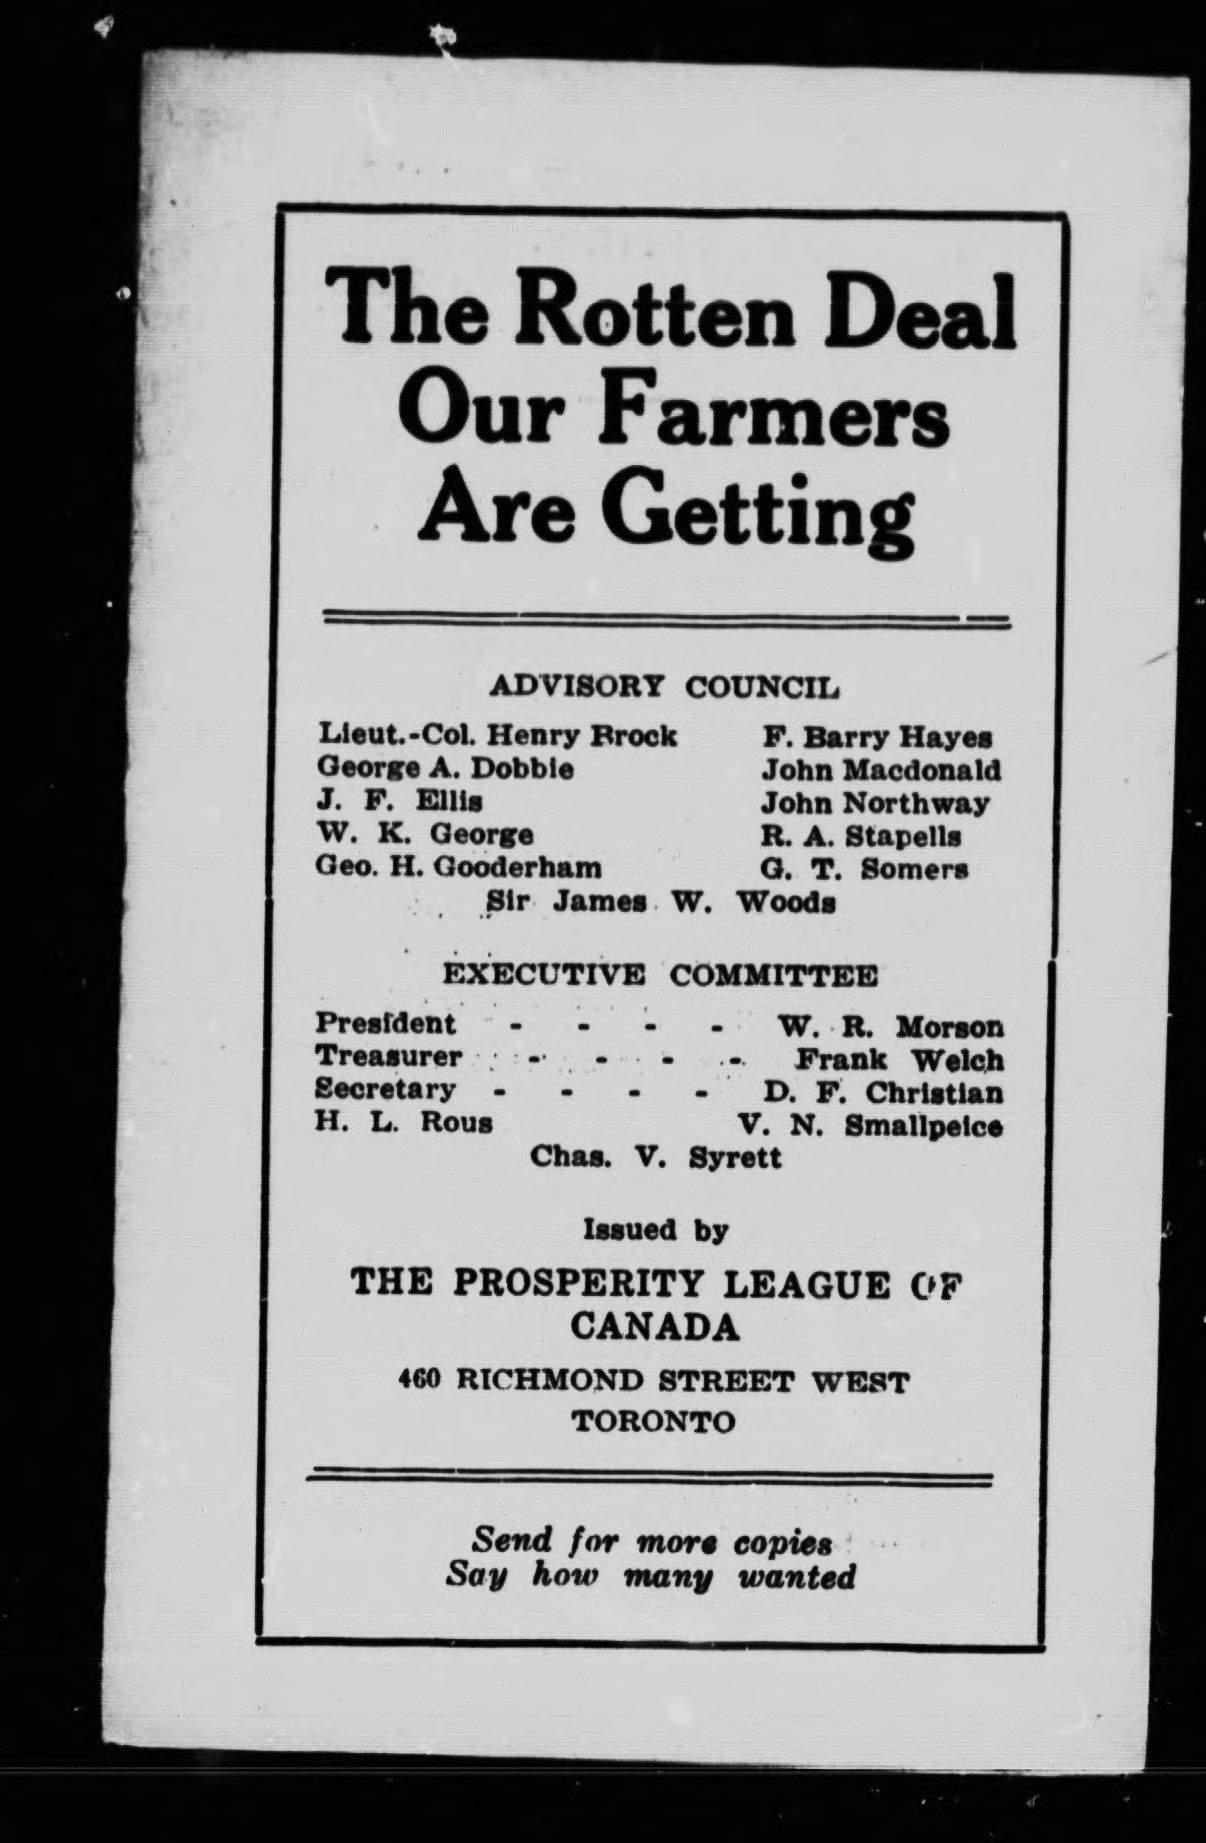 The Rotten Deal
Our Farmers
Are Getting
ADVISORY COUNCIL
Lieut.-Col. Henry Brock F. Barry Hayes
George A. Dobbie John Macdonald
J. F. Ellis John Northway
W. K. George R. A. Stapells
Geo. H. Gooderham G. T. Somers
Sir James W. Woods
EXECUTIVE COMMITTEE
President - - - - W. R. Morson
Treasurer - - - - Frank Welch
Secretary - - - - D. F. Christian
H. L. Rous V. N. Smallpeice
Chas. V. Syrett
Issued by
THE PROSPERITY LEAGUE OF
CANADA
460 RICHMOND STREET WEST
TORONTO
Send for more copies
Say how many wanted